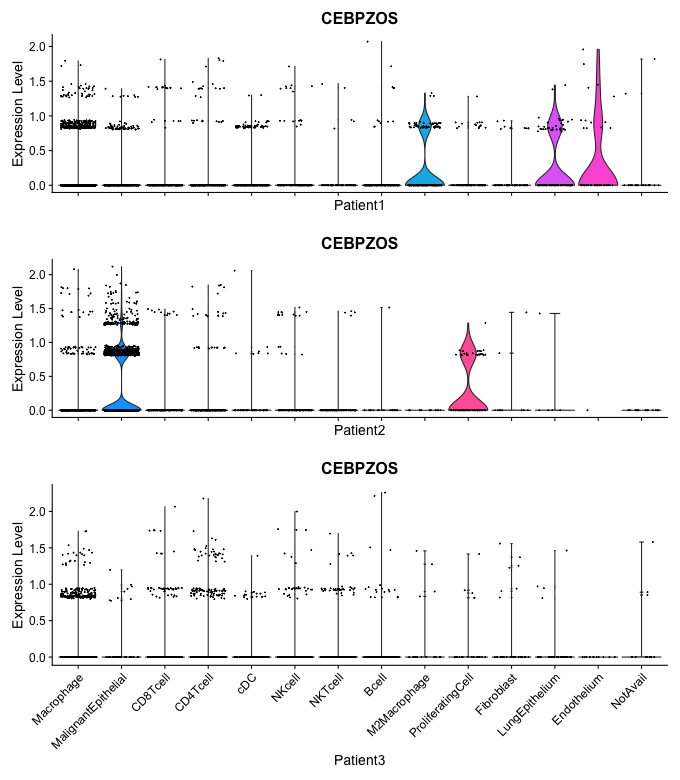 CEBPZOS
Expression Level
2.0
1.5
1.0
0.5
0.0
Patient1
CEBPZOS
Expression Level
2.0
1.5
1.0
0.5
0.0
Patient2
CEBPZOS
Expression Level
2.0
1.5
1.0
0.5
0.0
Macrophage
MalignantEpithelial
CD8Tcell
CD4Tcell
cDC
NKcell
NKTcell
Bcell
M2Macrophage
ProliferatingCell
Fibroblast
LungEpithelium
Endothelium
NotAvail
Patient3